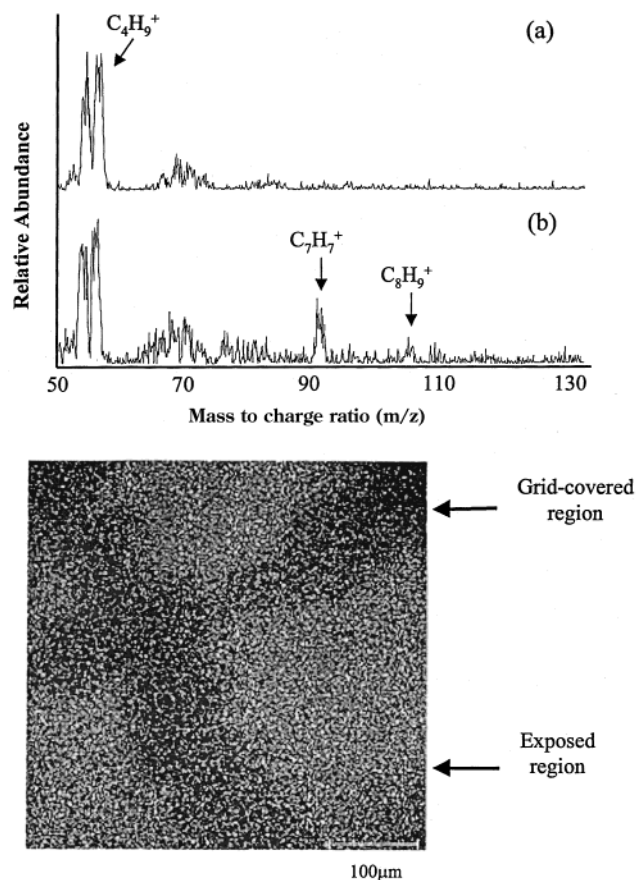 C₄H₉⁺
(a)
Relative Abundance
(b)
C₇H₇⁺
C₈H₉⁺
50 70 90 110 130
Mass to charge ratio (m/z)
Grid-covered
region
Exposed
region
100μm